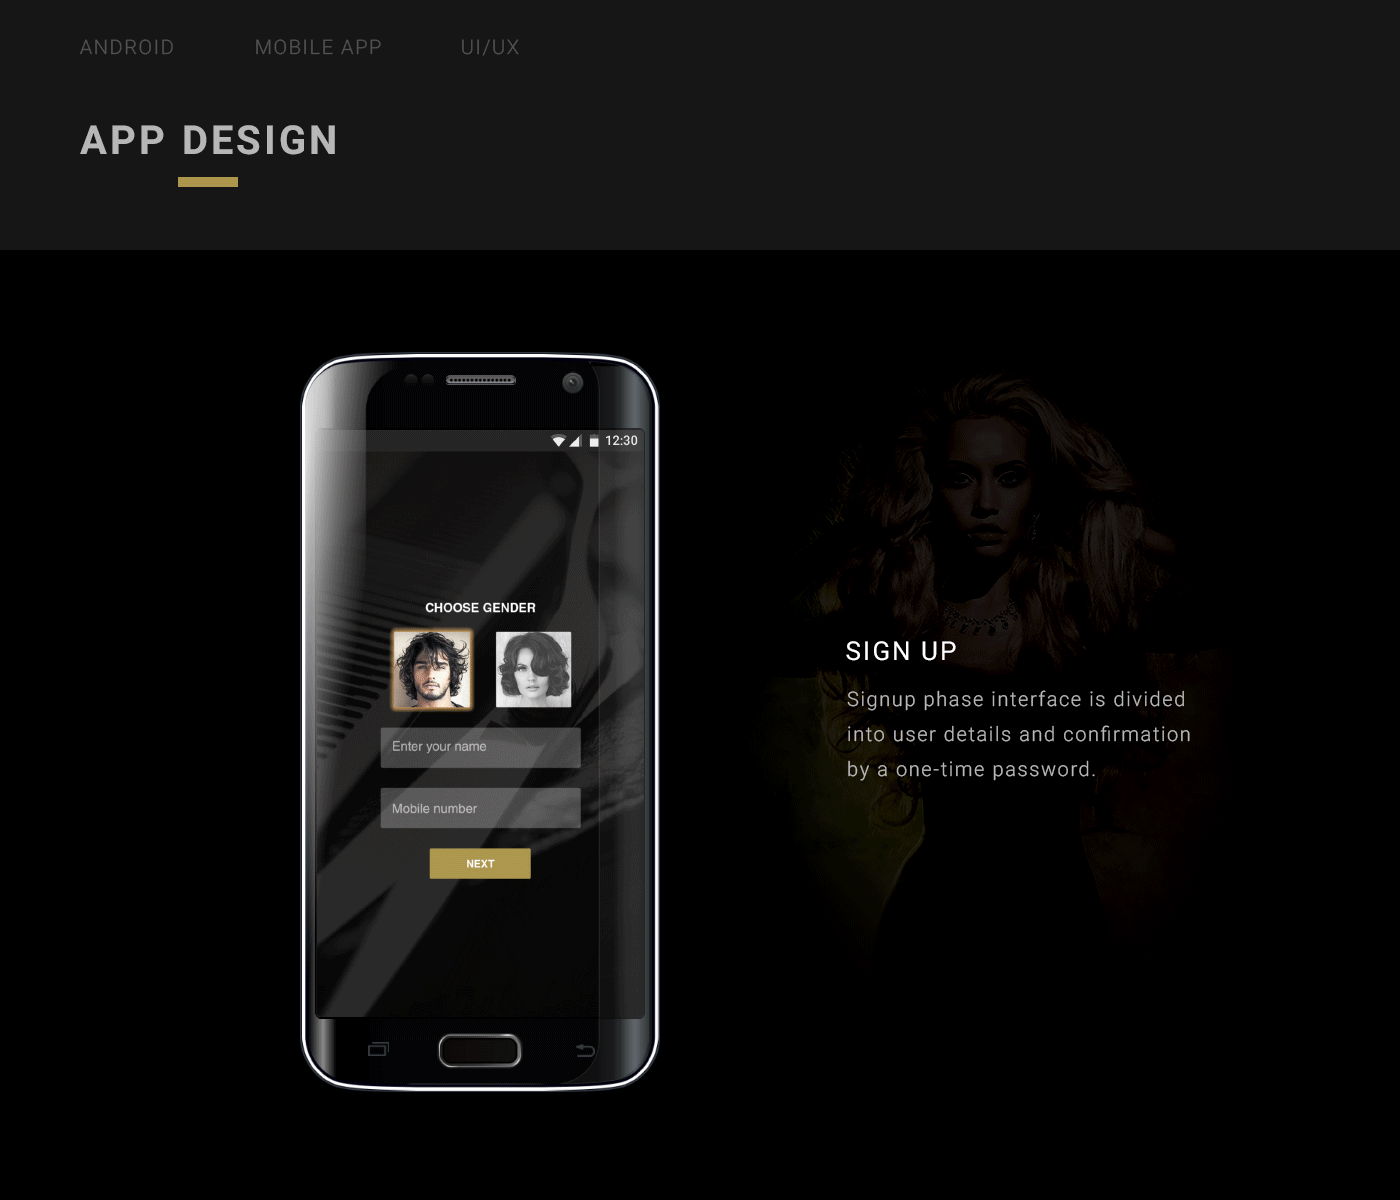 ANDROID MOBILE APP UI/UX
APP DESIGN
12:30
CHOOSE GENDER
Enter your name
Mobile number
NEXT
SIGN UP
Signup phase interface is divided
into user details and confirmation
by a one-time password.